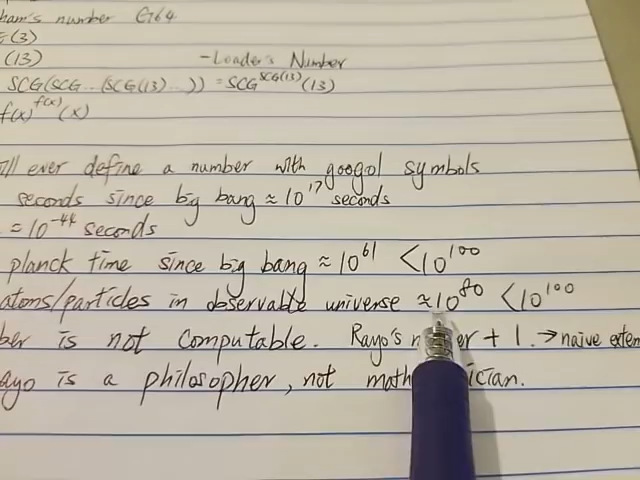 ham's number G64
(3)
(13) - Loader's Number
SCG(SCG...(SCG(13)...)) = SCG^SCG(13)(13)
f(x)^f(x)(x)
ever define a number with googol symbols
seconds since big bang ≈ 10^17 seconds
= 10^-44 seconds
planck time since big bang ≈ 10^61 < 10^100
atoms/particles in observable universe ≈ 10^80 < 10^100
ber is not computable. Rayo's n er + 1. → naive exten
ayo is a philosopher, not math ician.